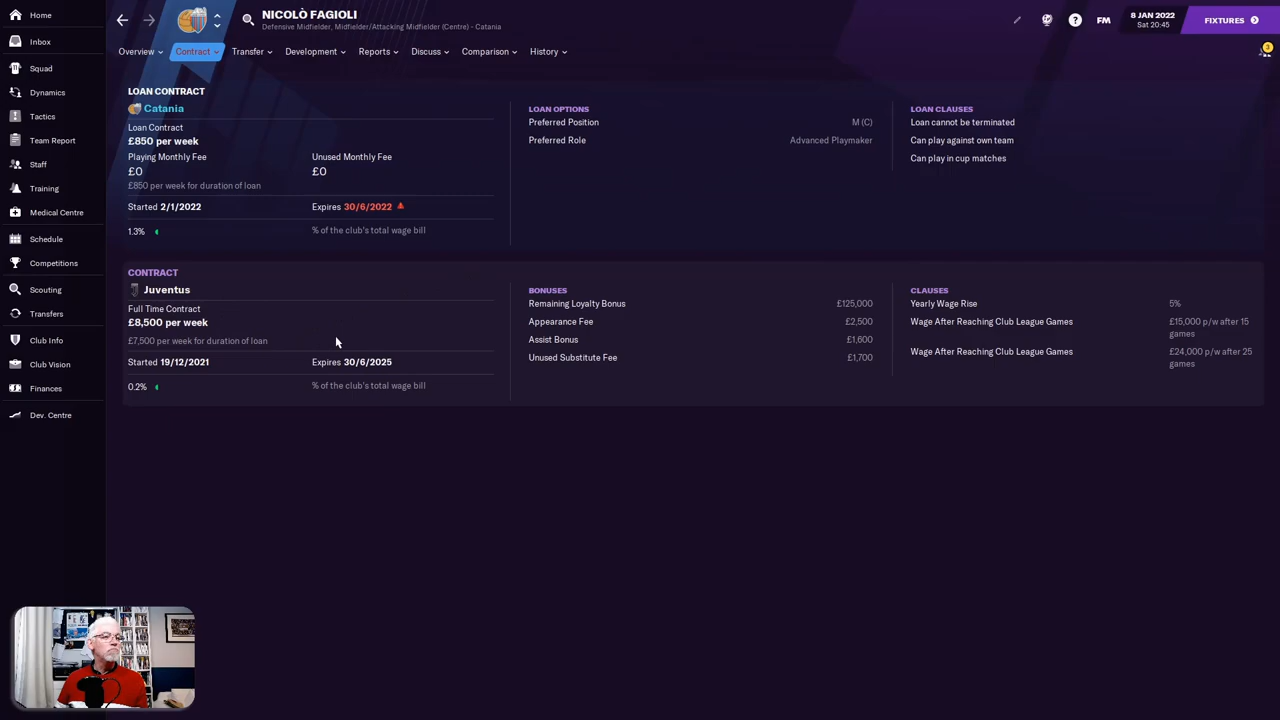 Home
Inbox
Squad
Dynamics
Tactics
Team Report
Staff
Training
Medical Centre
Schedule
Competitions
Scouting
Transfers
Club Info
Club Vision
Finances
Dev. Centre
NICOLÒ FAGIOLI
Defensive Midfielder, Midfielder/Attacking Midfielder (Centre) - Catania
? FM
8 JAN 2022
Sat 20:45
FIXTURES
2
Overview Contract Transfer Development Reports Discuss Comparison History
LOAN CONTRACT
Catania
Loan Contract
£850 per week
Playing Monthly Fee Unused Monthly Fee
£0 £0
£850 per week for duration of loan
Started 2/1/2022 Expires 30/6/2022
1.3% % of the club's total wage bill
LOAN OPTIONS
Preferred Position M (C)
Preferred Role Advanced Playmaker
LOAN CLAUSES
Loan cannot be terminated
Can play against own team
Can play in cup matches
CONTRACT
Juventus
Full Time Contract
£8,500 per week
£7,500 per week for duration of loan
Started 19/12/2021 Expires 30/6/2025
0.2% % of the club's total wage bill
BONUSES
Remaining Loyalty Bonus £125,000
Appearance Fee £2,500
Assist Bonus £1,600
Unused Substitute Fee £1,700
CLAUSES
Yearly Wage Rise 5%
Wage After Reaching Club League Games £15,000 p/w after 15
games
Wage After Reaching Club League Games £24,000 p/w after 25
games